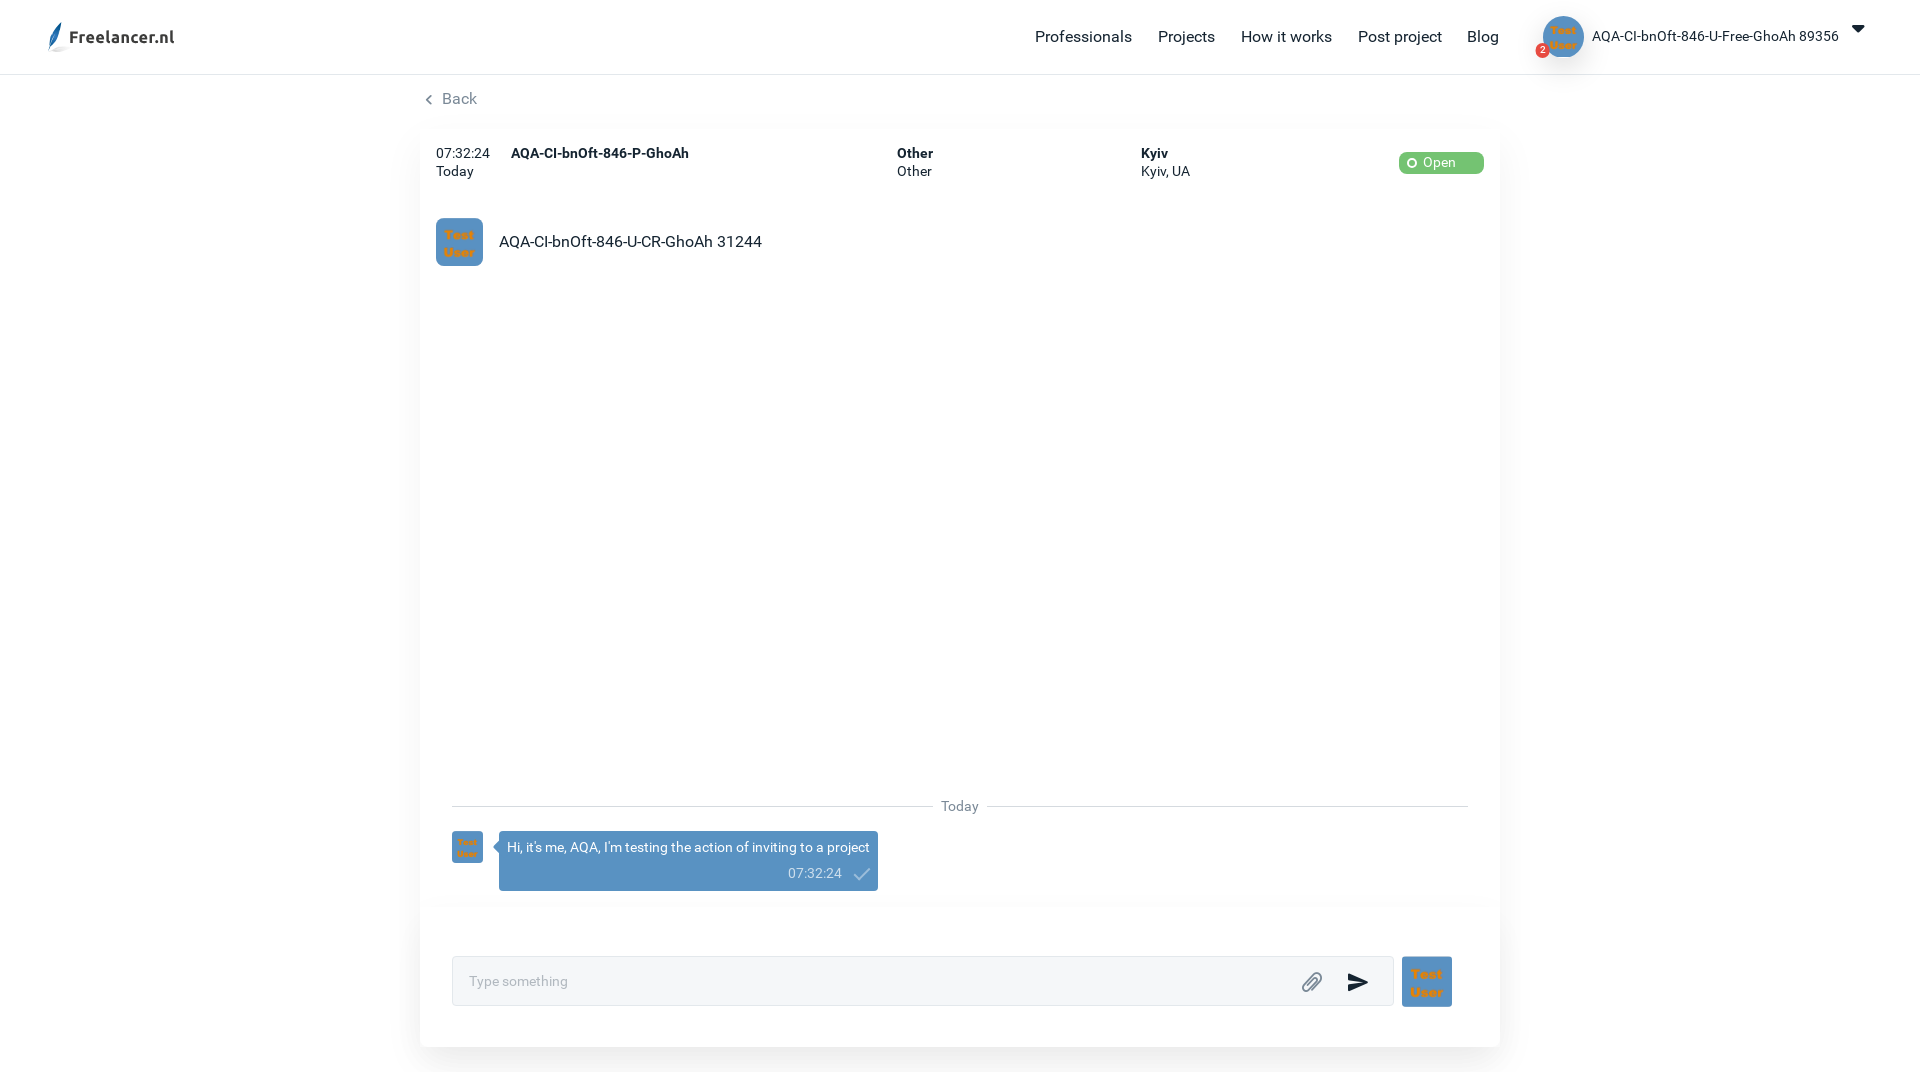 Freelancer.nl
Professionals
Projects
How it works
Post project
Blog
Test
User
2
AQA-CI-bnOft-846-U-Free-GhoAh 89356
Back
07:32:24
Today
AQA-CI-bnOft-846-P-GhoAh
Other
Other
Kyiv
Kyiv, UA
Open
Test
User
AQA-CI-bnOft-846-U-CR-GhoAh 31244
Today
Test
User
Hi, it's me, AQA, I'm testing the action of inviting to a project
07:32:24
Type something
Test
User